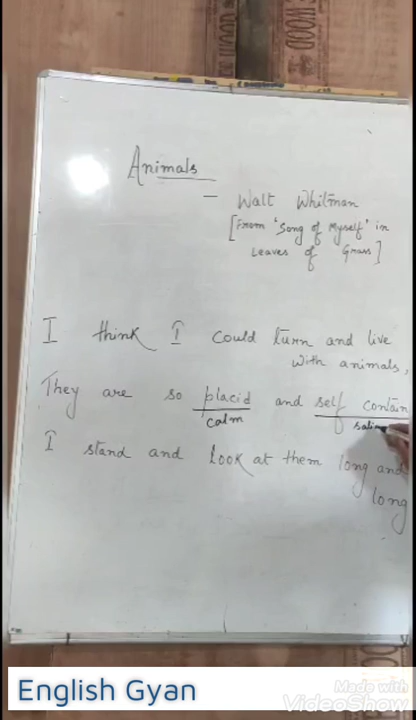 WOOD
Animals
— Walt Whitman
[From 'Song of Myself' in
Leaves of Grass]
I think I could turn and live
with animals,
They are so placid and self contain
calm
I stand and look at them long and
long
English Gyan
Made with
VideoShow